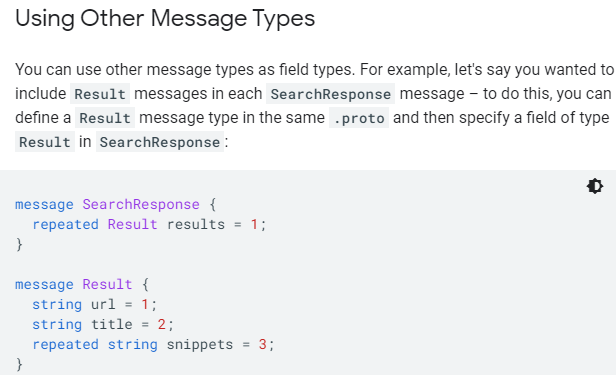 Using Other Message Types
You can use other message types as field types. For example, let's say you wanted to
include Result messages in each SearchResponse message – to do this, you can
define a Result message type in the same .proto and then specify a field of type
Result in SearchResponse:
message SearchResponse {
  repeated Result results = 1;
}

message Result {
  string url = 1;
  string title = 2;
  repeated string snippets = 3;
}